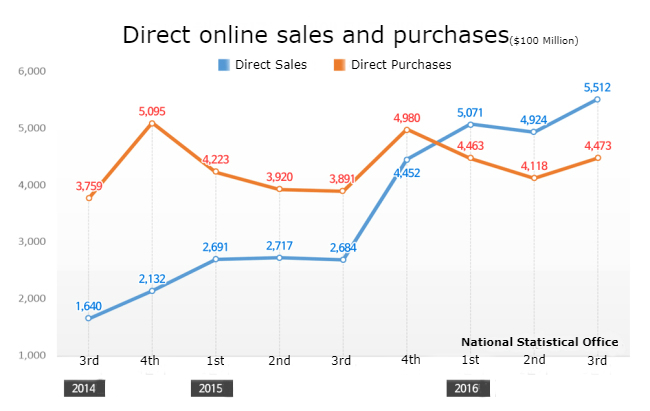 Direct online sales and purchases($100 Million)
Direct Sales Direct Purchases
6,000
5,000
4,000
3,000
2,000
1,000
3,759 5,095 4,223 3,920 3,891 4,980 4,463 4,118 4,473
1,640 2,132 2,691 2,717 2,684 4,452 5,071 4,924 5,512
National Statistical Office
3rd 4th 1st 2nd 3rd 4th 1st 2nd 3rd
2014 2015 2016